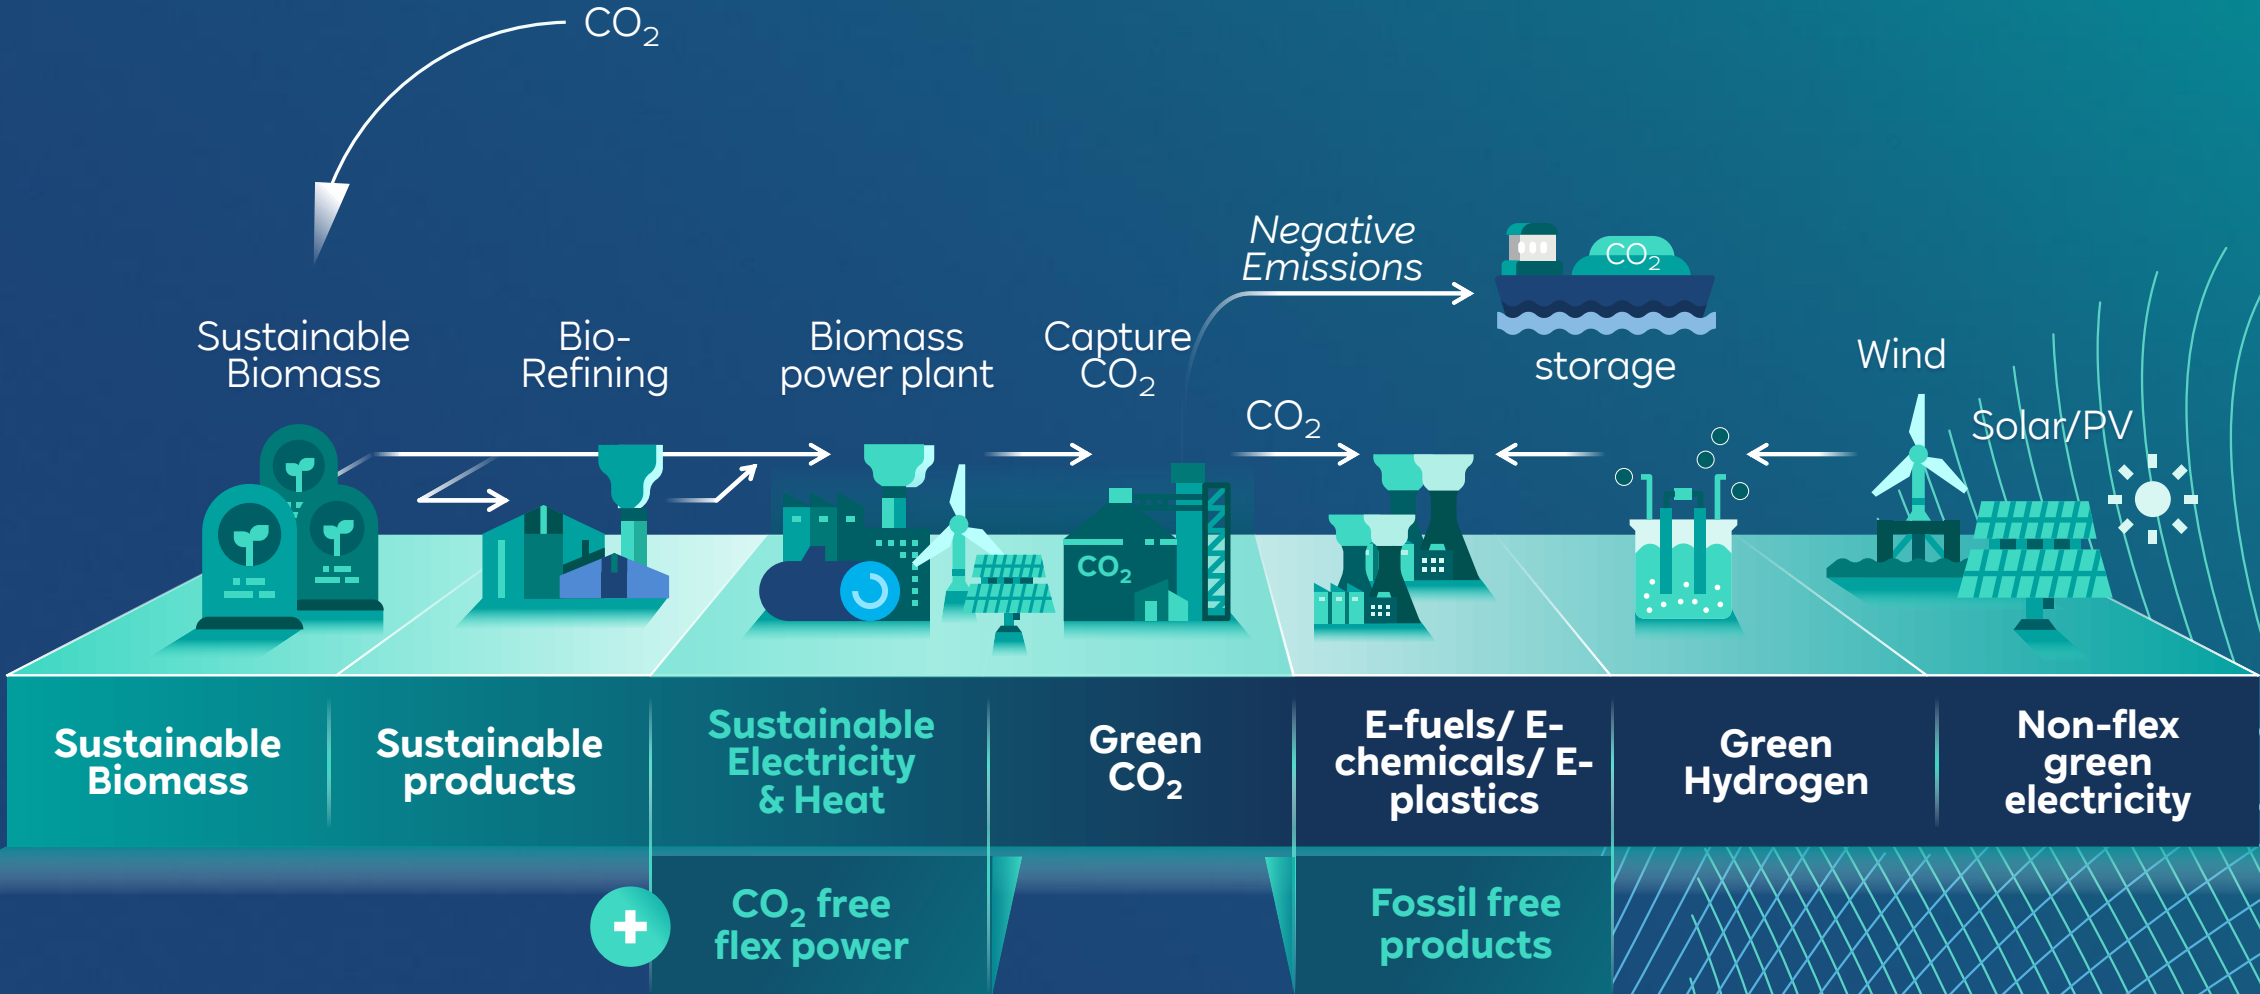 CO₂
Negative
Emissions
CO₂
storage
Sustainable
Biomass
Bio-
Refining
Biomass
power plant
Capture
CO₂
CO₂
Wind
Solar/PV
CO₂
Sustainable
Biomass
Sustainable
products
Sustainable
Electricity
& Heat
Green
CO₂
E-fuels/ E-
chemicals/ E-
plastics
Green
Hydrogen
Non-flex
green
electricity
CO₂ free
flex power
Fossil free
products